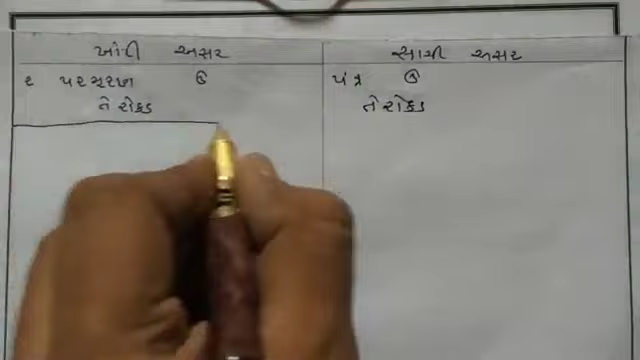 ખોટી અસર
સાચી અસર
૨ પરચૂરણ ઉ
તે રોકડ
પંત્ર ઉ
તે રોકડ